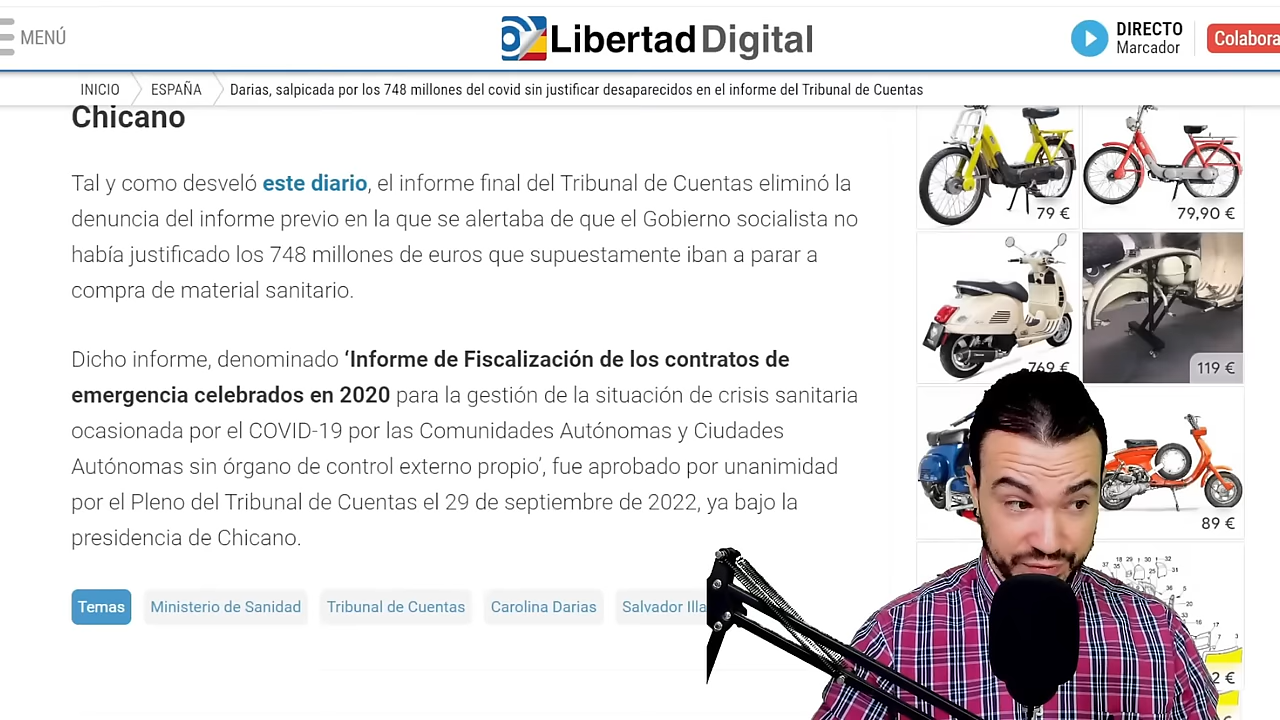 MENÚ
Libertad Digital
DIRECTO
Marcador
Colabora
INICIO
ESPAÑA
Darias, salpicada por los 748 millones del covid sin justificar desaparecidos en el informe del Tribunal de Cuentas
Chicano
Tal y como desveló este diario, el informe final del Tribunal de Cuentas eliminó la
denuncia del informe previo en la que se alertaba de que el Gobierno socialista no
había justificado los 748 millones de euros que supuestamente iban a parar a
compra de material sanitario.
Dicho informe, denominado ‘Informe de Fiscalización de los contratos de
emergencia celebrados en 2020 para la gestión de la situación de crisis sanitaria
ocasionada por el COVID-19 por las Comunidades Autónomas y Ciudades
Autónomas sin órgano de control externo propio’, fue aprobado por unanimidad
por el Pleno del Tribunal de Cuentas el 29 de septiembre de 2022, ya bajo la
presidencia de Chicano.
Temas
Ministerio de Sanidad
Tribunal de Cuentas
Carolina Darias
Salvador Illa
79 €
79,90 €
769 €
119 €
89 €
2 €